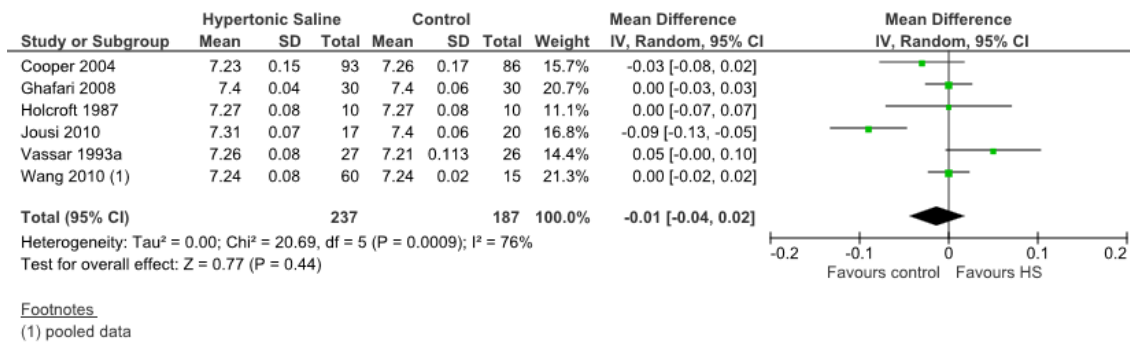 Hypertonic Saline Control Mean Difference Mean Difference
Study or Subgroup Mean SD Total Mean SD Total Weight IV, Random, 95% CI IV, Random, 95% CI
Cooper 2004 7.23 0.15 93 7.26 0.17 86 15.7% -0.03 [-0.08, 0.02]
Ghafari 2008 7.4 0.04 30 7.4 0.06 30 20.7% 0.00 [-0.03, 0.03]
Holcroft 1987 7.27 0.08 10 7.27 0.08 10 11.1% 0.00 [-0.07, 0.07]
Jousi 2010 7.31 0.07 17 7.4 0.06 20 16.8% -0.09 [-0.13, -0.05]
Vassar 1993a 7.26 0.08 27 7.21 0.113 26 14.4% 0.05 [-0.00, 0.10]
Wang 2010 (1) 7.24 0.08 60 7.24 0.02 15 21.3% 0.00 [-0.02, 0.02]
Total (95% CI) 237 187 100.0% -0.01 [-0.04, 0.02]
Heterogeneity: Tau² = 0.00; Chi² = 20.69, df = 5 (P = 0.0009); I² = 76%
Test for overall effect: Z = 0.77 (P = 0.44)
-0.2 -0.1 0 0.1 0.2
Favours control Favours HS
Footnotes
(1) pooled data